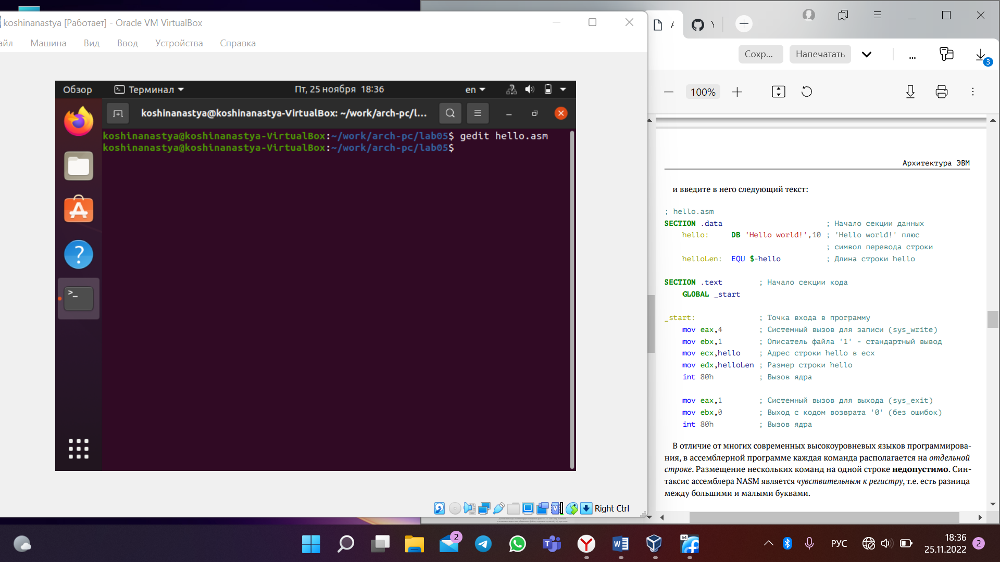 koshinanastya [Работает] - Oracle VM VirtualBox
айл Машина Вид Ввод Устройства Справка
Обзор Терминал Пт, 25 ноября 18:36 en
koshinanastya@koshinanastya-VirtualBox: ~/work/arch-pc/l...
koshinanastya@koshinanastya-VirtualBox:~/work/arch-pc/lab05$ gedit hello.asm
koshinanastya@koshinanastya-VirtualBox:~/work/arch-pc/lab05$
Right Ctrl
Сохр... Напечатать ... 3
100%
Архитектура ЭВМ
и введите в него следующий текст:
; hello.asm
SECTION .data ; Начало секции данных
hello: DB 'Hello world!',10 ; 'Hello world!' плюс
; символ перевода строки
helloLen: EQU $-hello ; Длина строки hello
SECTION .text ; Начало секции кода
GLOBAL _start
_start: ; Точка входа в программу
mov eax,4 ; Системный вызов для записи (sys_write)
mov ebx,1 ; Описатель файла '1' - стандартный вывод
mov ecx,hello ; Адрес строки hello в ecx
mov edx,helloLen ; Размер строки hello
int 80h ; Вызов ядра
mov eax,1 ; Системный вызов для выхода (sys_exit)
mov ebx,0 ; Выход с кодом возврата '0' (без ошибок)
int 80h ; Вызов ядра
В отличие от многих современных высокоуровневых языков программирова-
ния, в ассемблерной программе каждая команда располагается на отдельной
строке. Размещение нескольких команд на одной строке недопустимо. Син-
таксис ассемблера NASM является чувствительным к регистру, т.е. есть разница
между большими и малыми буквами.
2 64 РУС 18:36
25.11.2022 2